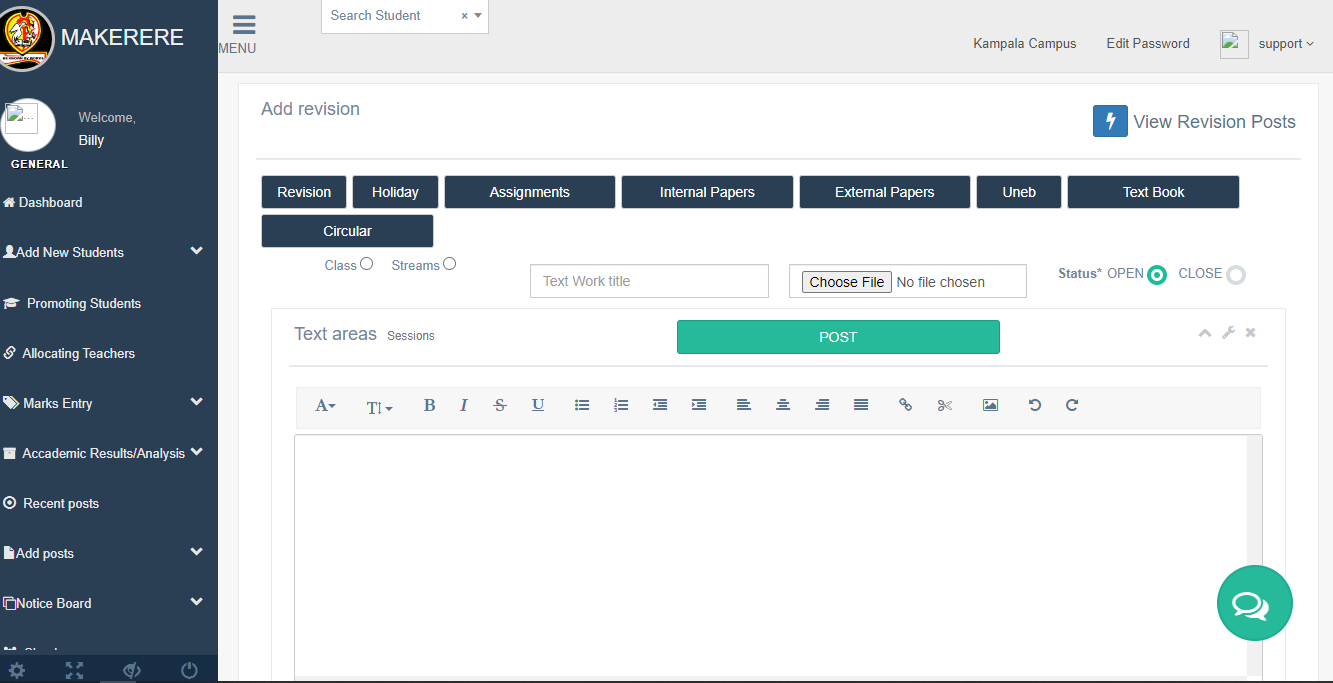 MAKERERE
Welcome,
Billy
GENERAL
Dashboard
Add New Students
Promoting Students
Allocating Teachers
Marks Entry
Accademic Results/Analysis
Recent posts
Add posts
Notice Board
MENU
Search Student × 
Kampala Campus Edit Password support
Add revision
View Revision Posts
Revision Holiday Assignments Internal Papers External Papers Uneb Text Book
Circular
Class Streams
Text Work title
Choose File No file chosen
Status* OPEN CLOSE
Text areas Sessions
POST
A T B I S U